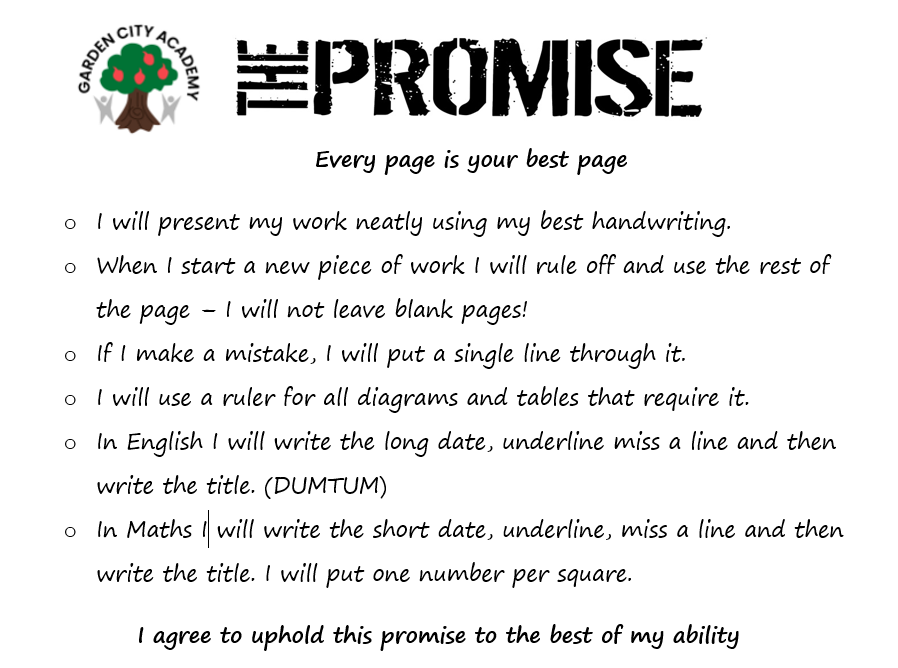 GARDEN CITY ACADEMY
THE PROMISE
Every page is your best page
o I will present my work neatly using my best handwriting.
o When I start a new piece of work I will rule off and use the rest of
the page – I will not leave blank pages!
o If I make a mistake, I will put a single line through it.
o I will use a ruler for all diagrams and tables that require it.
o In English I will write the long date, underline miss a line and then
write the title. (DUMTUM)
o In Maths I will write the short date, underline, miss a line and then
write the title. I will put one number per square.
I agree to uphold this promise to the best of my ability